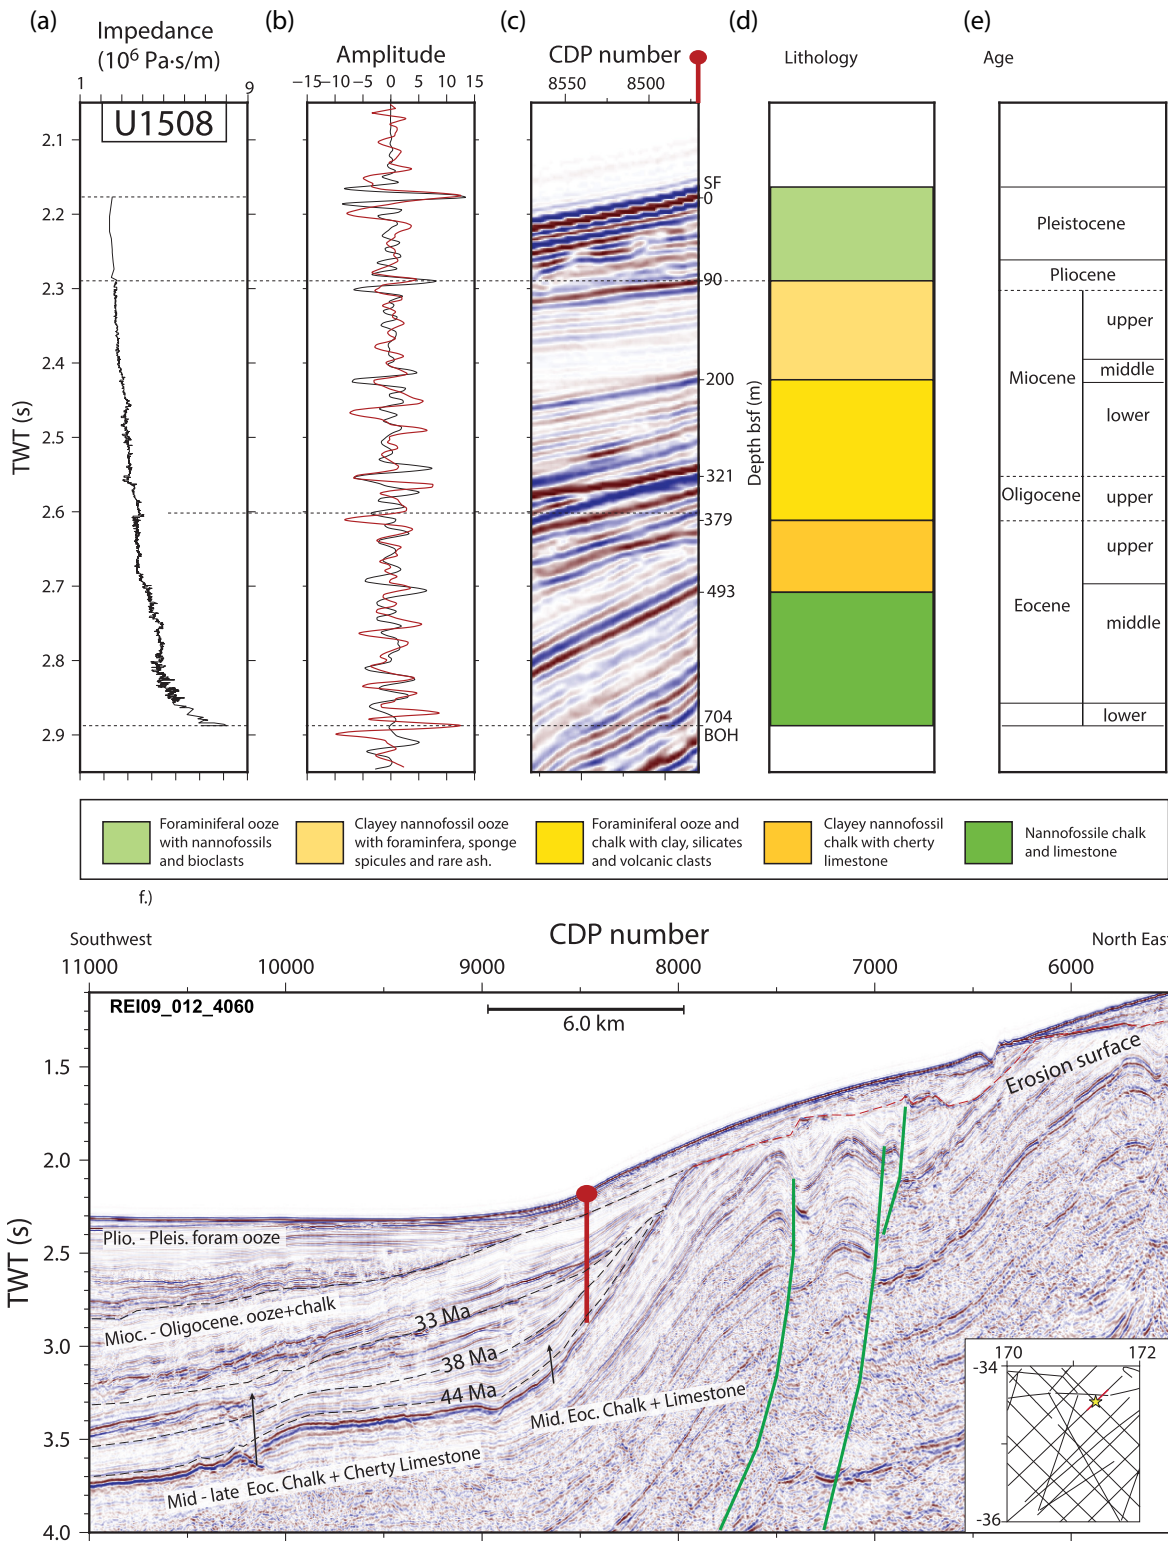 (a)
Impedance
(10⁶ Pa·s/m)
1
9
(b)
Amplitude
−15−10 −5 0 5 10 15
(c)
CDP number
8550 8500
(d)
Lithology
(e)
Age
U1508
TWT (s)
2.1
2.2
2.3
2.4
2.5
2.6
2.7
2.8
2.9
SF
0
90
200
321
379
493
704
BOH
Depth bsf (m)
Pleistocene
Pliocene
Miocene
upper
middle
lower
Oligocene
upper
Eocene
upper
middle
lower
Foraminiferal ooze
with nannofossils
and bioclasts
Clayey nannofossil ooze
with foraminfera, sponge
spicules and rare ash.
Foraminiferal ooze and
chalk with clay, silicates
and volcanic clasts
Clayey nannofossil
chalk with cherty
limestone
Nannofossile chalk
and limestone
f.)
Southwest
CDP number
North East
11000 10000 9000 8000 7000 6000
REI09_012_4060
6.0 km
TWT (s)
1.5
2.0
2.5
3.0
3.5
4.0
Erosion surface
Plio. - Pleis. foram ooze
Mioc. - Oligocene. ooze+chalk
33 Ma
38 Ma
44 Ma
Mid. Eoc. Chalk + Limestone
Mid - late Eoc. Chalk + Cherty Limestone
170 172
-34
-36